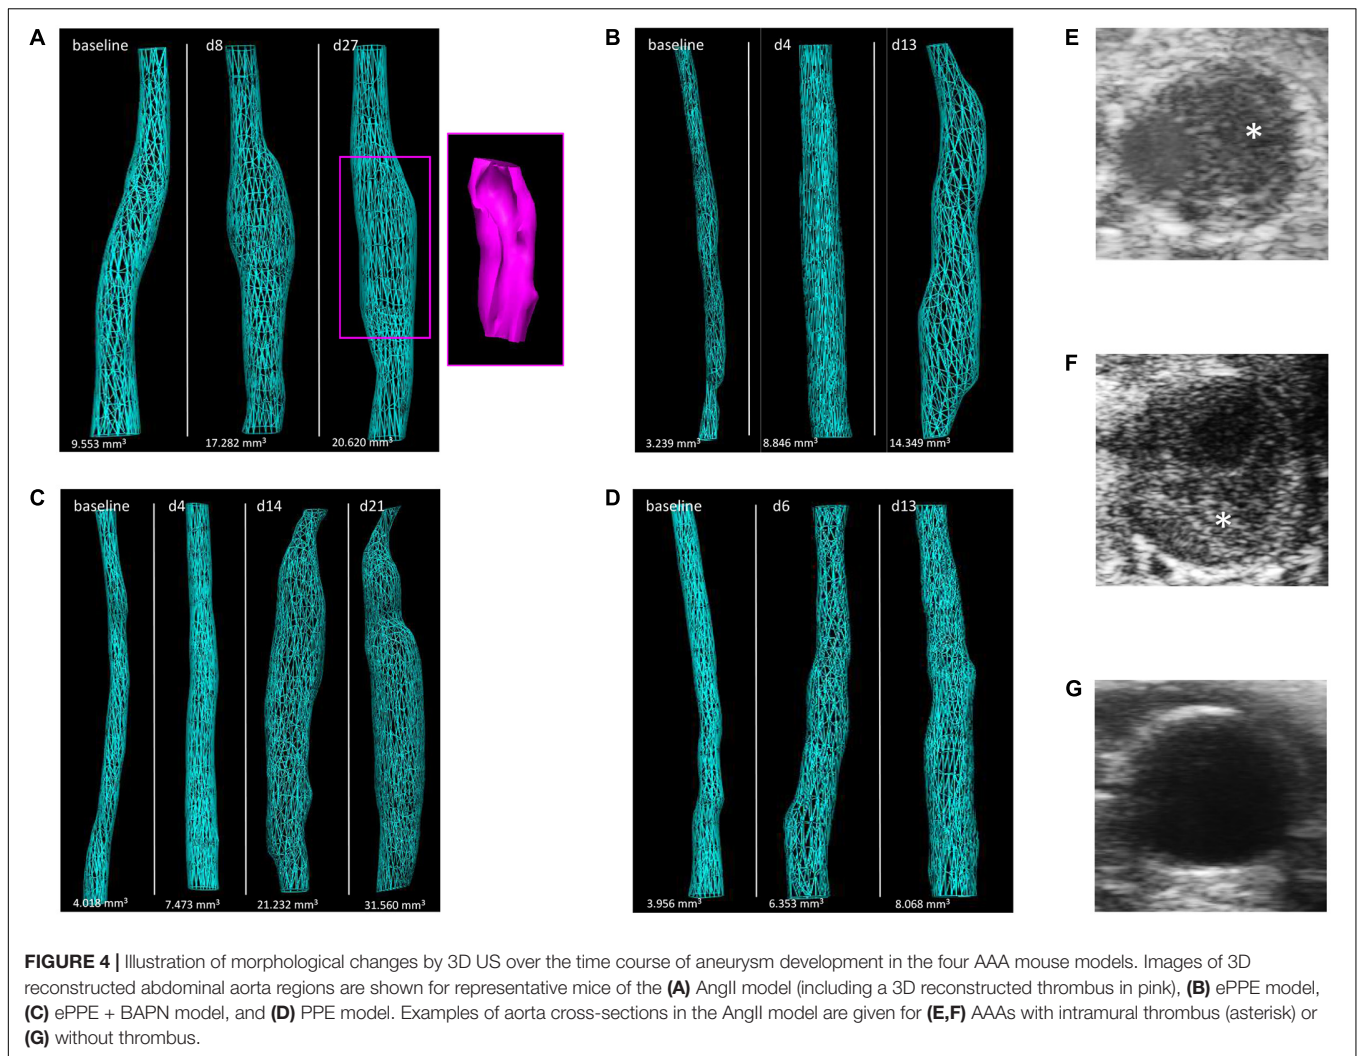 A
baseline
d8
d27
9.553 mm³
17.282 mm³
20.620 mm³
B
baseline
d4
d13
3.239 mm³
8.846 mm³
14.349 mm³
C
baseline
d4
d14
d21
4.018 mm³
7.473 mm³
21.232 mm³
31.560 mm³
D
baseline
d6
d13
3.956 mm³
6.353 mm³
8.068 mm³
E
*
F
*
G
FIGURE 4 | Illustration of morphological changes by 3D US over the time course of aneurysm development in the four AAA mouse models. Images of 3D
reconstructed abdominal aorta regions are shown for representative mice of the (A) AngII model (including a 3D reconstructed thrombus in pink), (B) ePPE model,
(C) ePPE + BAPN model, and (D) PPE model. Examples of aorta cross-sections in the AngII model are given for (E,F) AAAs with intramural thrombus (asterisk) or
(G) without thrombus.